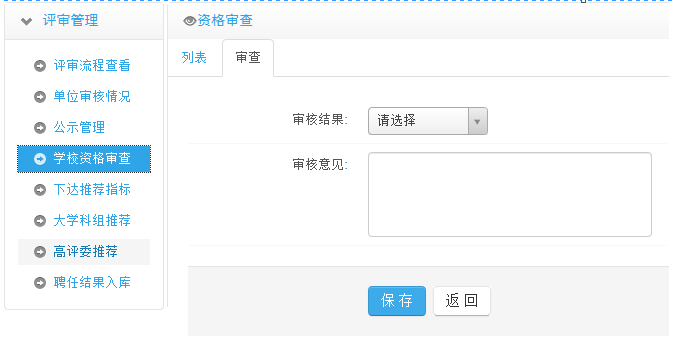 评审管理
评审流程查看
单位审核情况
公示管理
学校资格审查
下达推荐指标
大学科组推荐
高评委推荐
聘任结果入库
资格审查
列表 审查
审核结果: 请选择
审核意见:
保存 返回